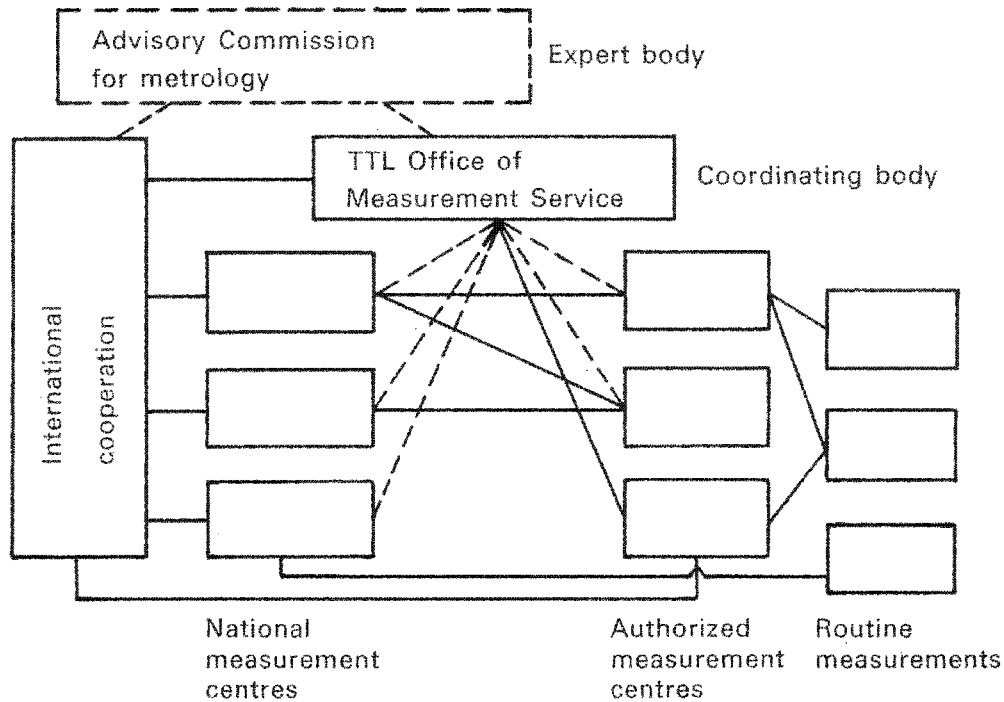 Advisory Commission
for metrology
Expert body
TTL Office of
Measurement Service
Coordinating body
International
cooperation
National
measurement
centres
Authorized
measurement
centres
Routine
measurements